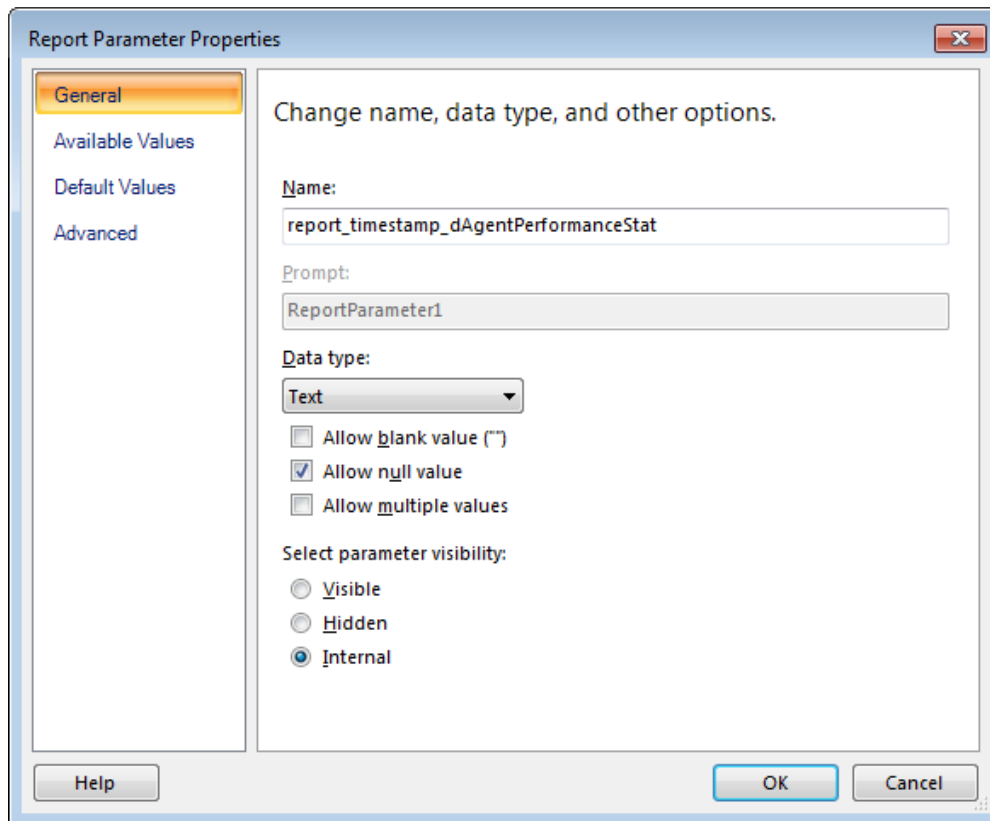 Report Parameter Properties
General
Available Values
Default Values
Advanced
Change name, data type, and other options.
Name:
report_timestamp_dAgentPerformanceStat
Prompt:
ReportParameter1
Data type:
Text
Allow blank value ("")
Allow null value
Allow multiple values
Select parameter visibility:
Visible
Hidden
Internal
Help
OK
Cancel